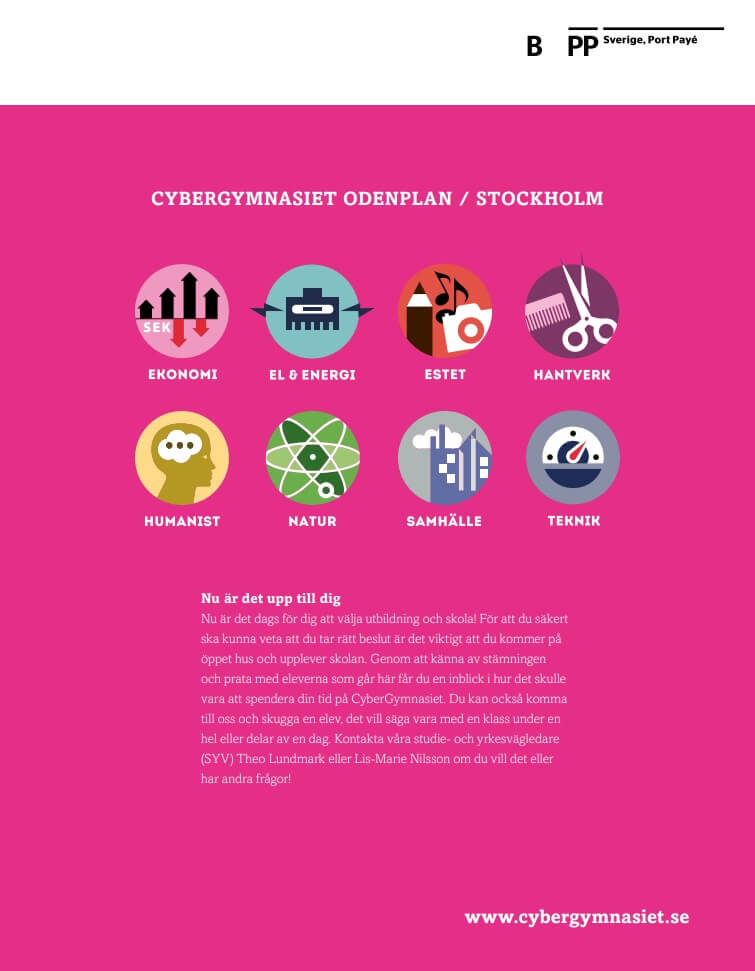 B PP Sverige, Port Payé
CYBERGYMNASIET ODENPLAN / STOCKHOLM
SEK
EKONOMI EL & ENERGI ESTET HANTVERK
HUMANIST NATUR SAMHÄLLE TEKNIK
Nu är det upp till dig
Nu är det dags för dig att välja utbildning och skola! För att du säkert
ska kunna veta att du tar rätt beslut är det viktigt att du kommer på
öppet hus och upplever skolan. Genom att känna av stämningen
och prata med eleverna som går här får du en inblick i hur det skulle
vara att spendera din tid på CyberGymnasiet. Du kan också komma
till oss och skugga en elev, det vill säga vara med en klass under en
hel eller delar av en dag. Kontakta våra studie- och yrkesvägledare
(SYV) Theo Lundmark eller Lis-Marie Nilsson om du vill det eller
har andra frågor!
www.cybergymnasiet.se